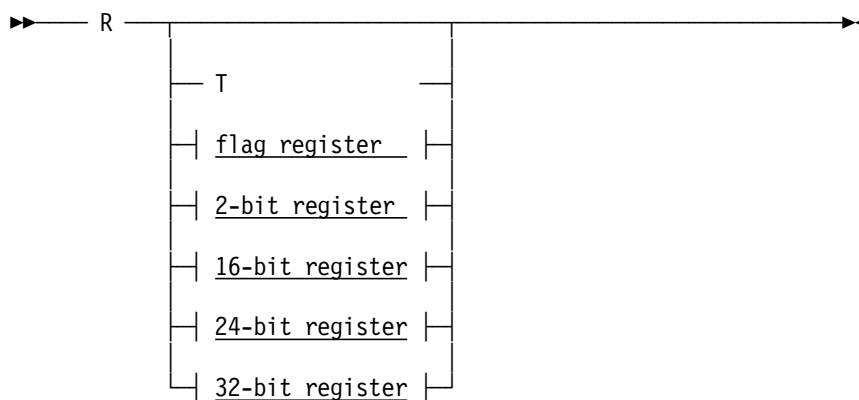 R
T
flag register
2-bit register
16-bit register
24-bit register
32-bit register